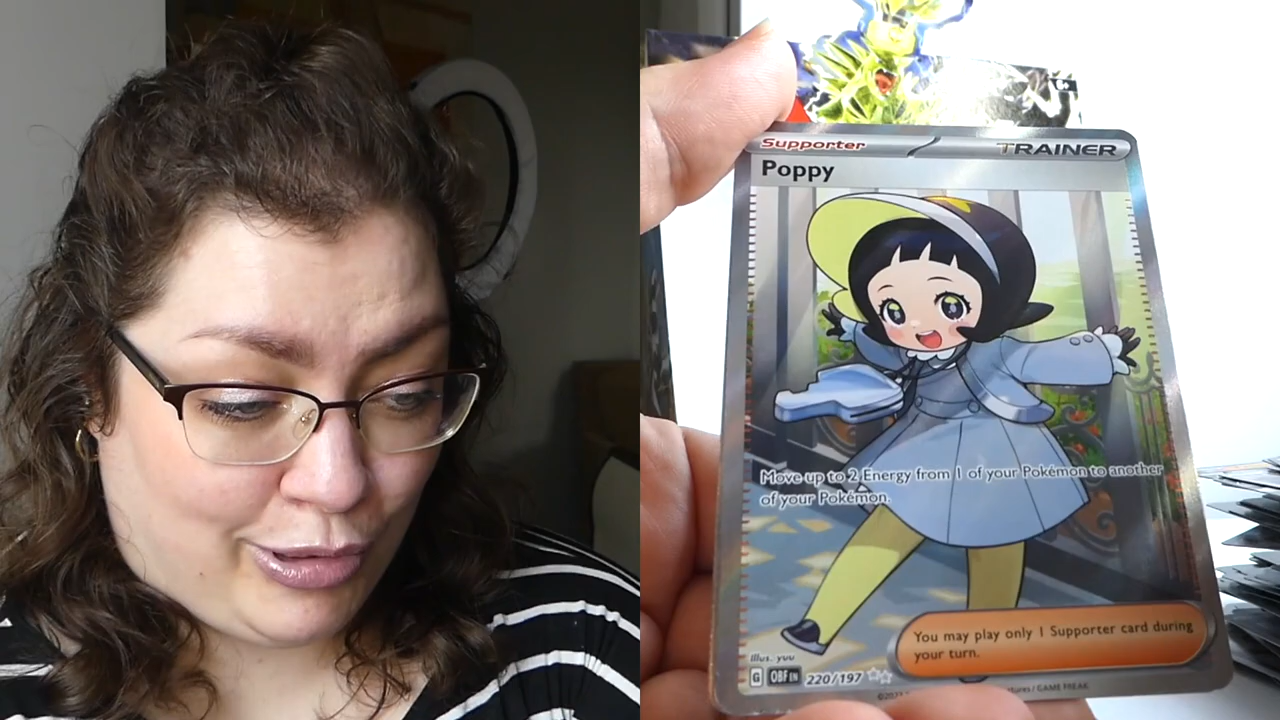 Supporter
TRAINER
Poppy
Move up to 2 Energy from 1 of your Pokémon to another
of your Pokémon.
You may play only 1 Supporter card during
your turn.
Illus. yuu
G OBF EN 220/197
GAME FREAK